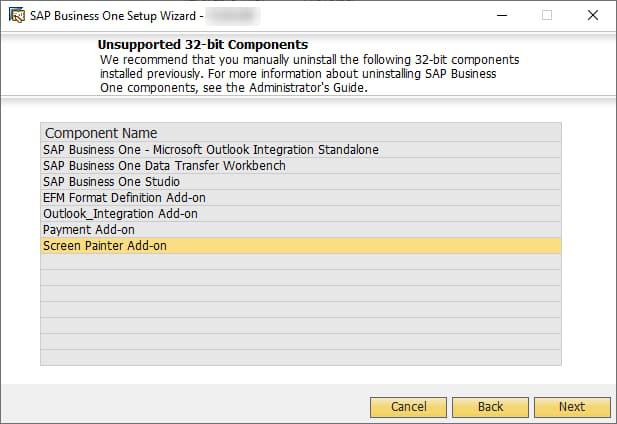 SAP Business One Setup Wizard -
Unsupported 32-bit Components
We recommend that you manually uninstall the following 32-bit components
installed previously. For more information about uninstalling SAP Business
One components, see the Administrator's Guide.
Component Name
SAP Business One - Microsoft Outlook Integration Standalone
SAP Business One Data Transfer Workbench
SAP Business One Studio
EFM Format Definition Add-on
Outlook_Integration Add-on
Payment Add-on
Screen Painter Add-on
Cancel Back Next